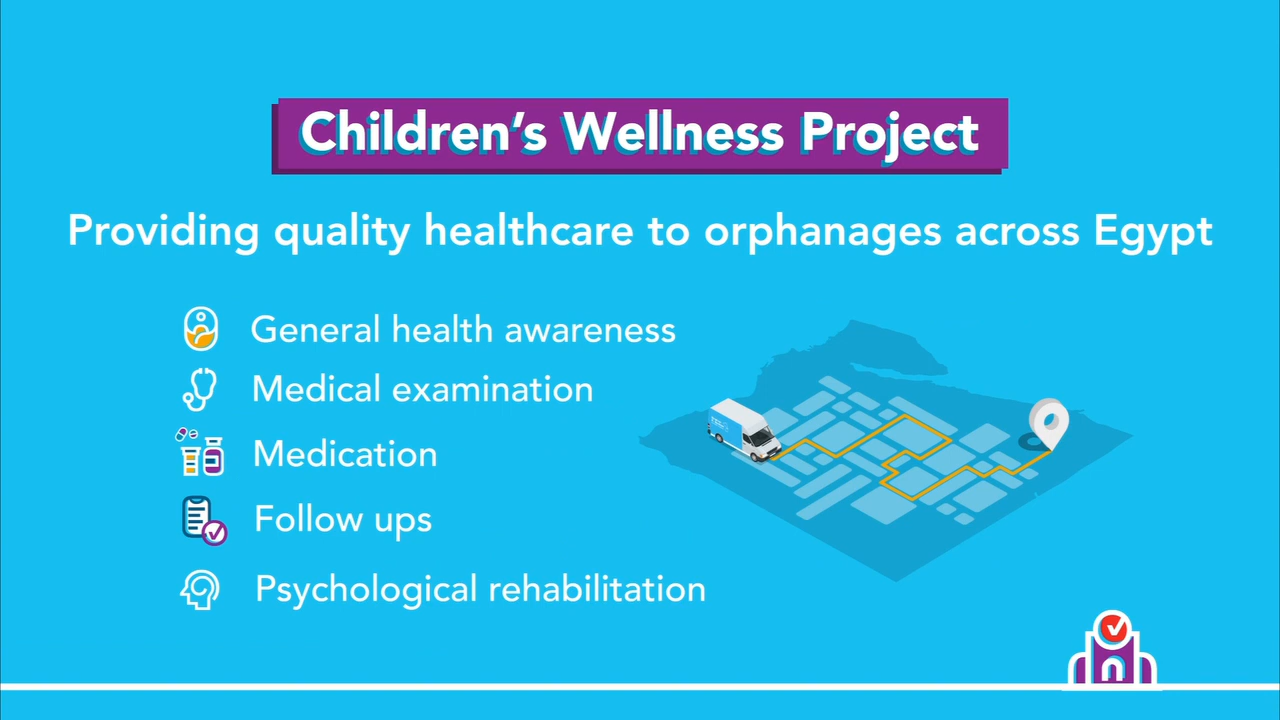 Children's Wellness Project
Providing quality healthcare to orphanages across Egypt
General health awareness
Medical examination
Medication
Follow ups
Psychological rehabilitation